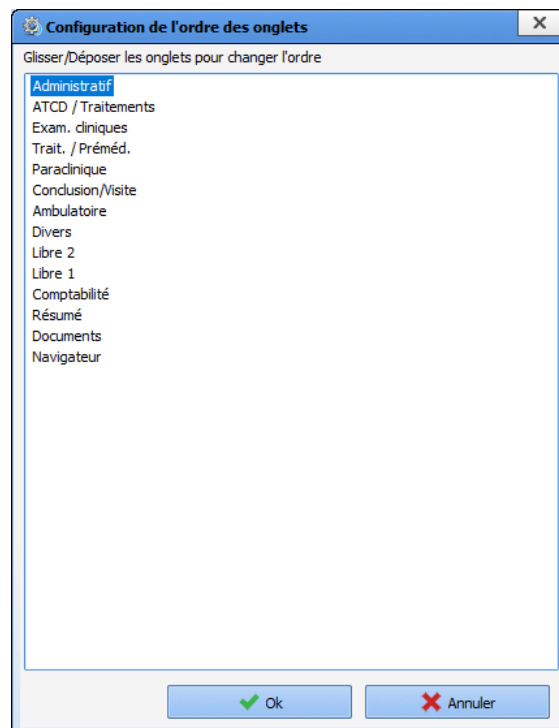 Configuration de l'ordre des onglets
Glisser/Déposer les onglets pour changer l'ordre
Administratif
ATCD / Traitements
Exam. cliniques
Trait. / Préméd.
Paraclinique
Conclusion/Visite
Ambulatoire
Divers
Libre 2
Libre 1
Comptabilité
Résumé
Documents
Navigateur
Ok
Annuler